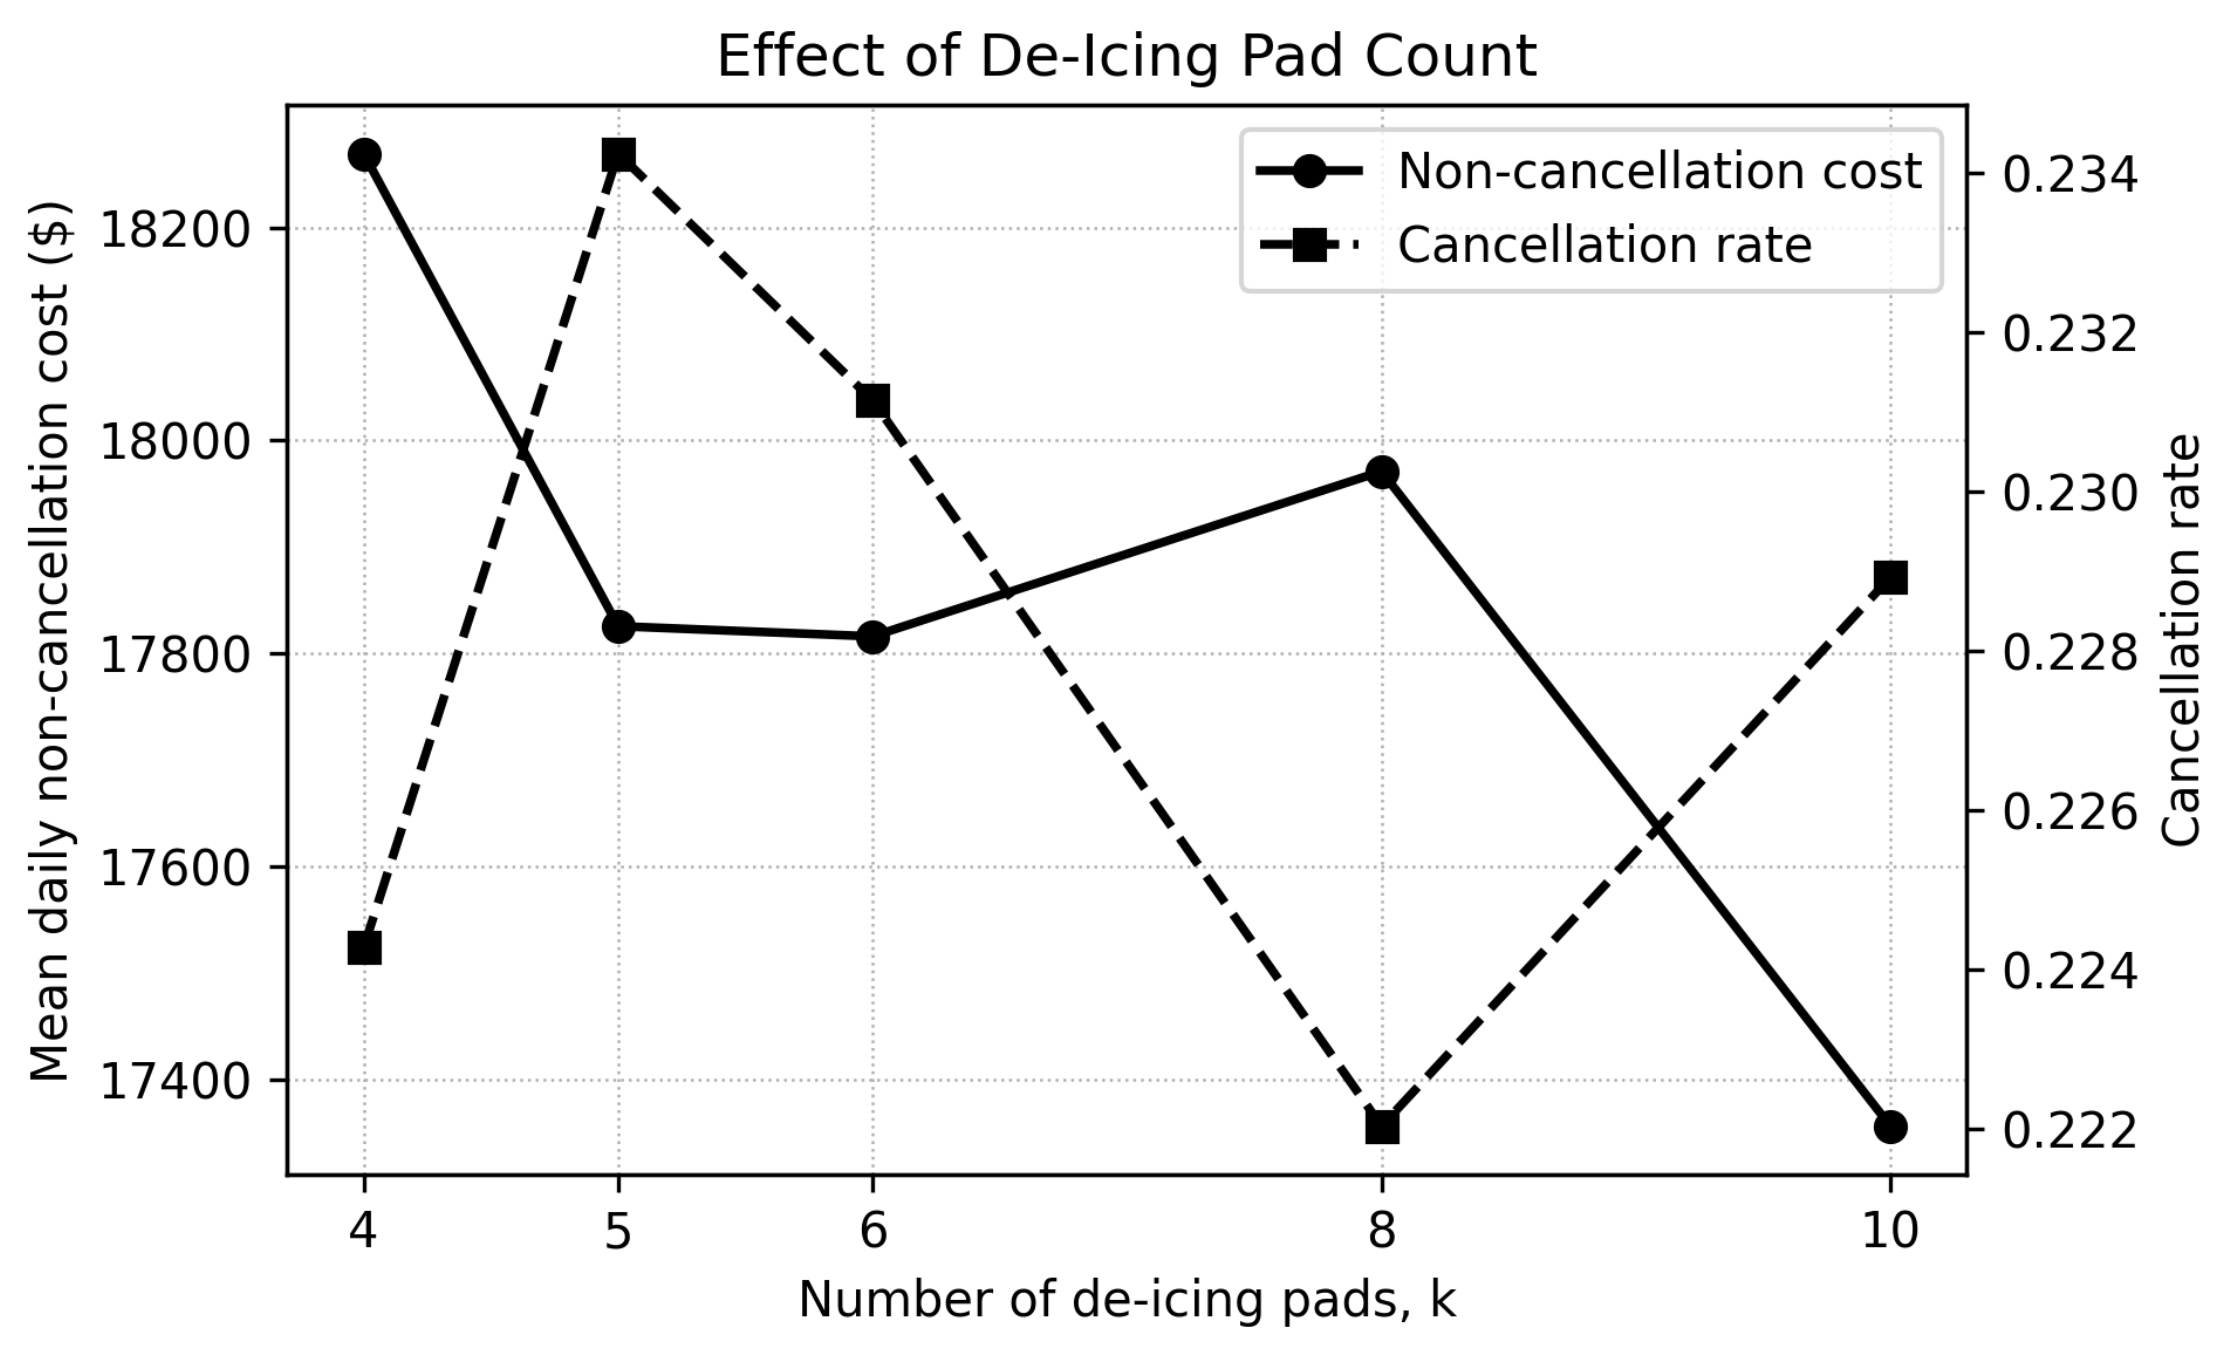 Effect of De-Icing Pad Count
Non-cancellation cost
Cancellation rate
Mean daily non-cancellation cost ($)
18200
18000
17800
17600
17400
0.234
0.232
0.230
0.228
0.226
0.224
0.222
Cancellation rate
4 5 6 8 10
Number of de-icing pads, k